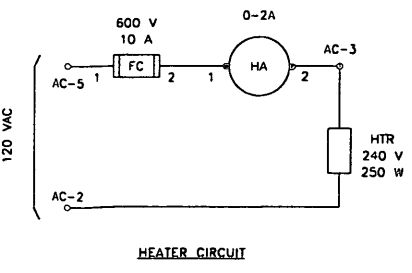 0-2A
600 V
10 A
AC-3
1 FC 2 1 HA 2
AC-5
120 VAC
HTR
240 V
250 W
AC-2
HEATER CIRCUIT